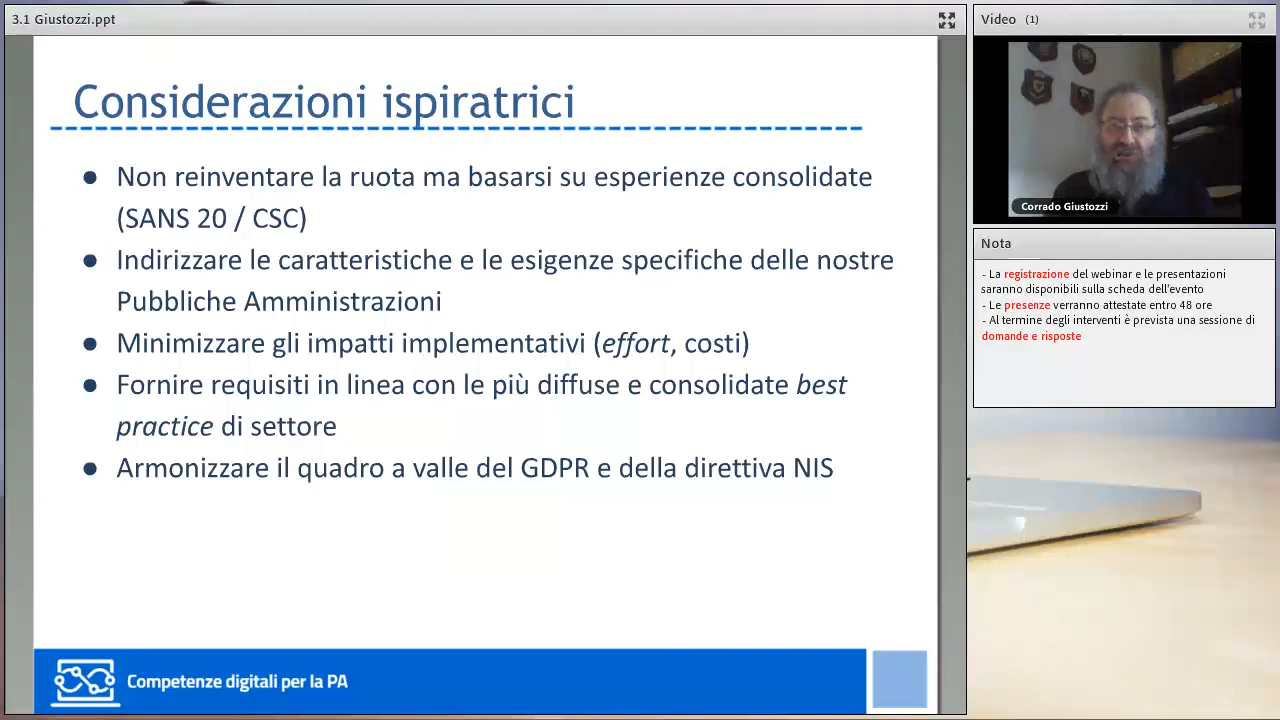 3.1 Giustozzi.ppt
Considerazioni ispiratrici
● Non reinventare la ruota ma basarsi su esperienze consolidate
(SANS 20 / CSC)
● Indirizzare le caratteristiche e le esigenze specifiche delle nostre
Pubbliche Amministrazioni
● Minimizzare gli impatti implementativi (effort, costi)
● Fornire requisiti in linea con le più diffuse e consolidate best
practice di settore
● Armonizzare il quadro a valle del GDPR e della direttiva NIS
Competenze digitali per la PA
Video (1)
Corrado Giustozzi
Nota
- La registrazione del webinar e le presentazioni
saranno disponibili sulla scheda dell'evento
- Le presenze verranno attestate entro 48 ore
- Al termine degli interventi è prevista una sessione di
domande e risposte